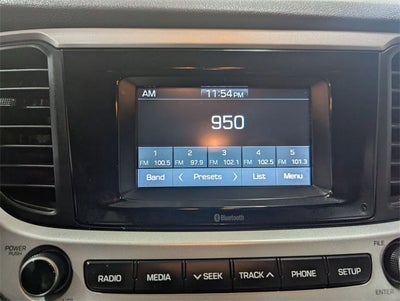 AM 11:54 PM
950
1 2 3 4 5
FM 100.5 FM 97.9 FM 102.1 FM 102.5 FM 101.3
Band < Presets > List Menu
Bluetooth
POWER
PUSH
FILE
RADIO MEDIA ∨SEEK TRACK∧ PHONE SETUP
ENTER